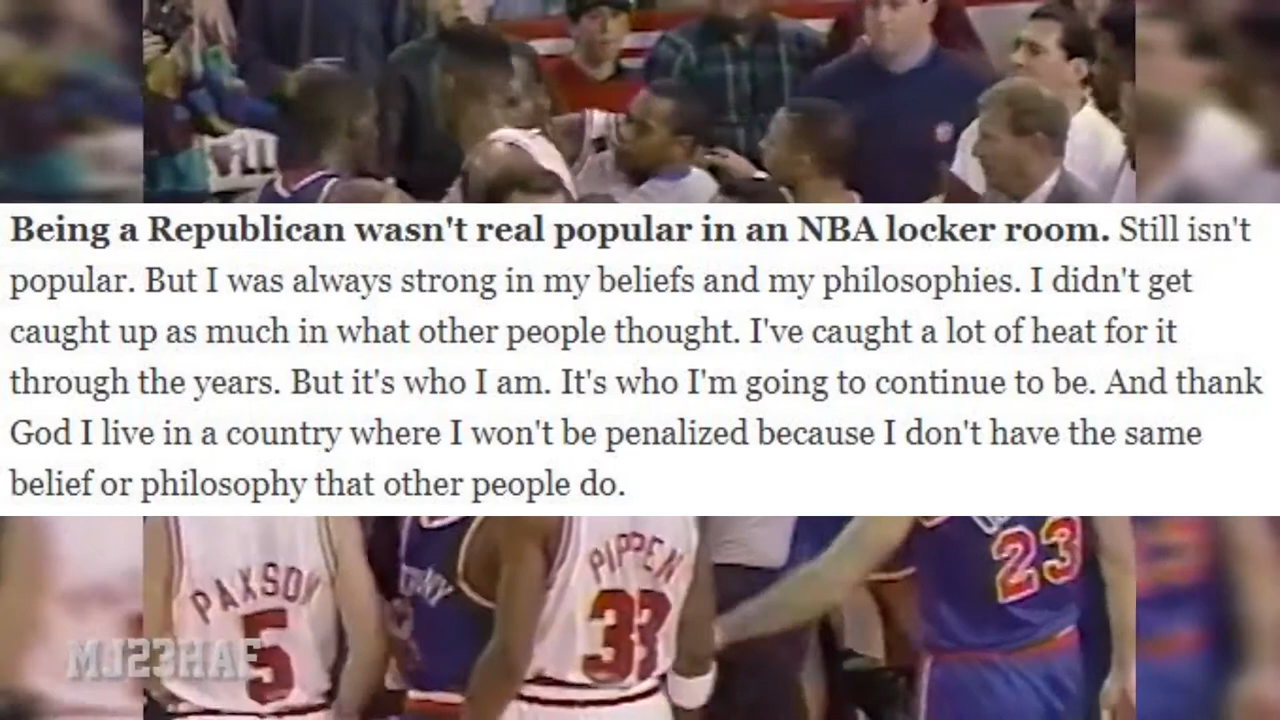 Being a Republican wasn't real popular in an NBA locker room. Still isn't
popular. But I was always strong in my beliefs and my philosophies. I didn't get
caught up as much in what other people thought. I've caught a lot of heat for it
through the years. But it's who I am. It's who I'm going to continue to be. And thank
God I live in a country where I won't be penalized because I don't have the same
belief or philosophy that other people do.
PIPPEN
23
PAXSON
33
5
MJ23HAF